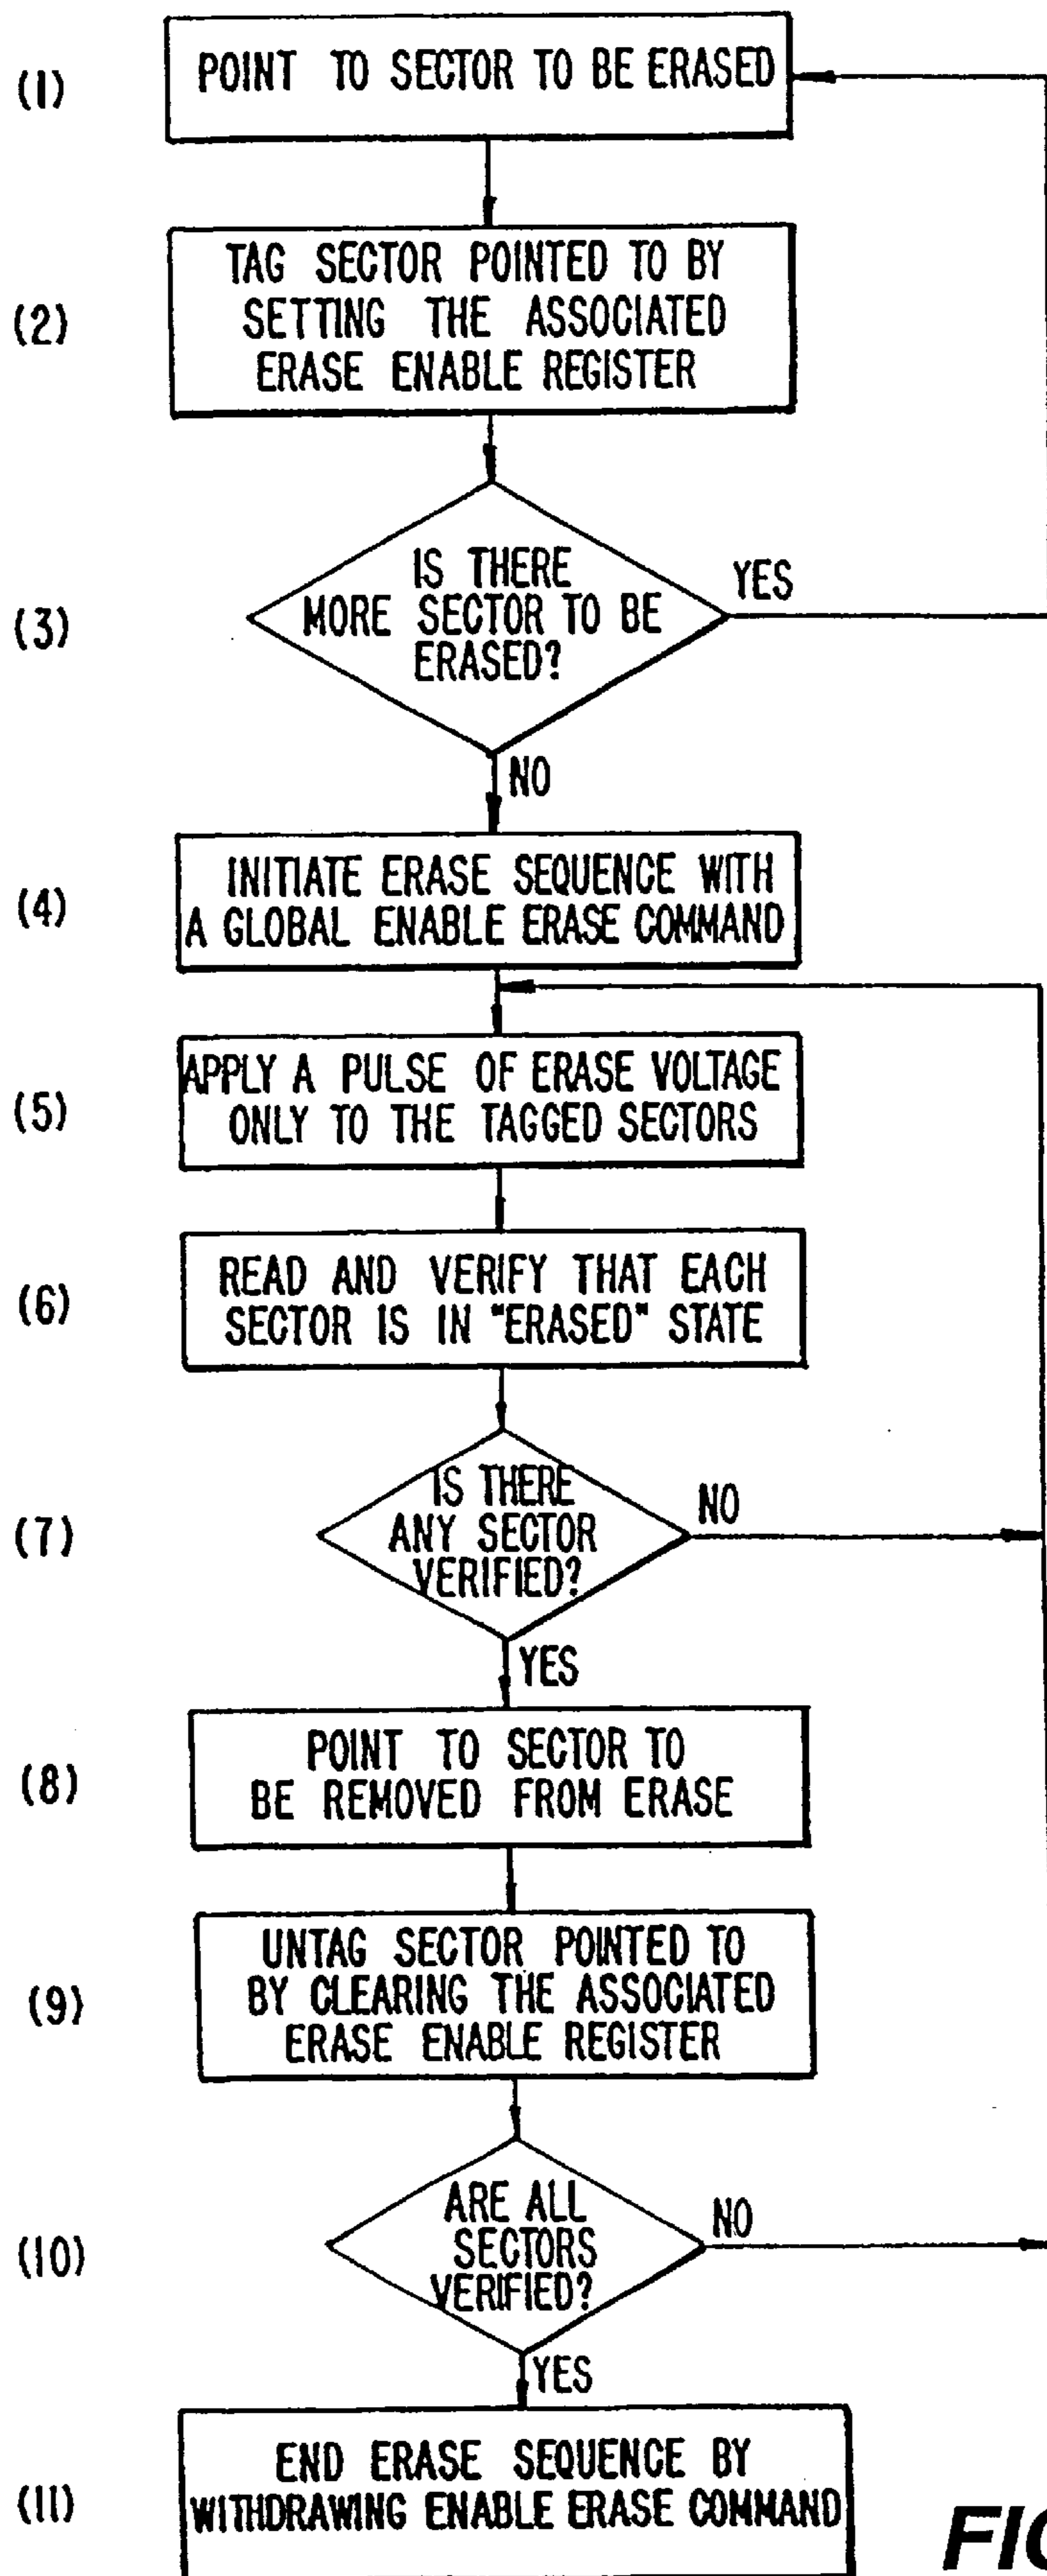 (1)
POINT TO SECTOR TO BE ERASED
(2)
TAG SECTOR POINTED TO BY
SETTING THE ASSOCIATED
ERASE ENABLE REGISTER
(3)
IS THERE
MORE SECTOR TO BE
ERASED?
YES
NO
(4)
INITIATE ERASE SEQUENCE WITH
A GLOBAL ENABLE ERASE COMMAND
(5)
APPLY A PULSE OF ERASE VOLTAGE
ONLY TO THE TAGGED SECTORS
(6)
READ AND VERIFY THAT EACH
SECTOR IS IN "ERASED" STATE
(7)
IS THERE
ANY SECTOR
VERIFIED?
NO
YES
(8)
POINT TO SECTOR TO
BE REMOVED FROM ERASE
(9)
UNTAG SECTOR POINTED TO
BY CLEARING THE ASSOCIATED
ERASE ENABLE REGISTER
(10)
ARE ALL
SECTORS
VERIFIED?
NO
YES
(11)
END ERASE SEQUENCE BY
WITHDRAWING ENABLE ERASE COMMAND